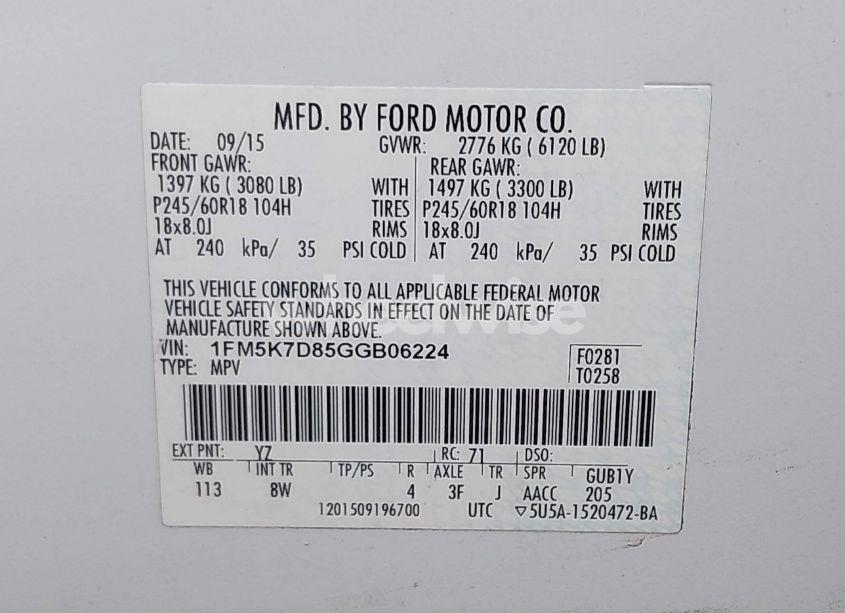 MFD. BY FORD MOTOR CO.
DATE: 09/15 GVWR: 2776 KG ( 6120 LB)
FRONT GAWR: REAR GAWR:
1397 KG ( 3080 LB) WITH 1497 KG ( 3300 LB) WITH
P245/60R18 104H TIRES P245/60R18 104H TIRES
18x8.0J RIMS 18x8.0J RIMS
AT 240 kPa/ 35 PSI COLD AT 240 kPa/ 35 PSI COLD
THIS VEHICLE CONFORMS TO ALL APPLICABLE FEDERAL MOTOR
VEHICLE SAFETY STANDARDS IN EFFECT ON THE DATE OF
MANUFACTURE SHOWN ABOVE.
VIN: 1FM5K7D85GGB06224 F0281
TYPE: MPV T0258
EXT PNT: YZ RC: 71 DSO:
WB INT TR TP/PS R AXLE TR SPR GUB1Y
113 8W 4 3F J AACC 205
1201509196700 UTC ▽5U5A-1520472-BA